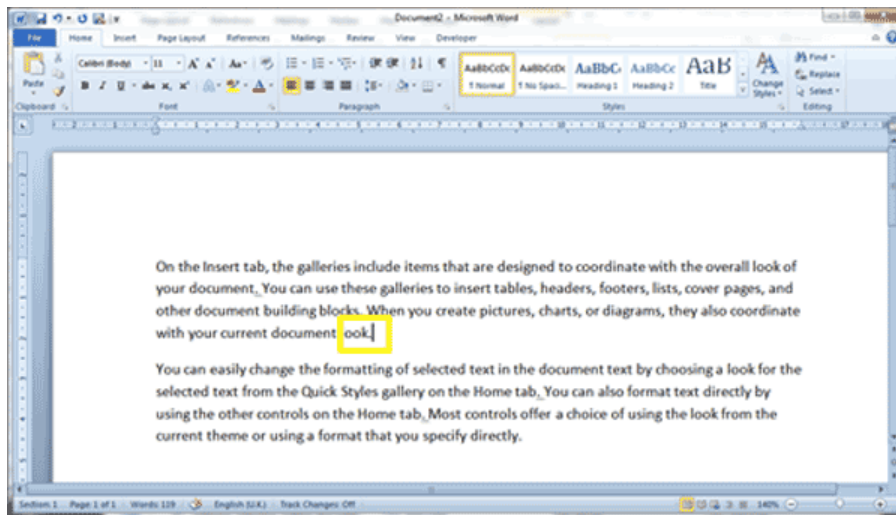 Document2 - Microsoft Word
File Home Insert Page Layout References Mailings Review View Developer
Calibri (Body) 11 Find
Replace
Paste AaBbCcDc AaBbCcDc AaBbC AaBbCc AaB Change Styles Select
¶ Normal ¶ No Spaci... Heading 1 Heading 2 Title
Clipboard Font Paragraph Styles Editing
On the Insert tab, the galleries include items that are designed to coordinate with the overall look of
your document. You can use these galleries to insert tables, headers, footers, lists, cover pages, and
other document building blocks. When you create pictures, charts, or diagrams, they also coordinate
with your current document ook.
You can easily change the formatting of selected text in the document text by choosing a look for the
selected text from the Quick Styles gallery on the Home tab. You can also format text directly by
using the other controls on the Home tab. Most controls offer a choice of using the look from the
current theme or using a format that you specify directly.
Section: 1 Page: 1 of 1 Words: 119 English (U.K.) Track Changes: Off 140%